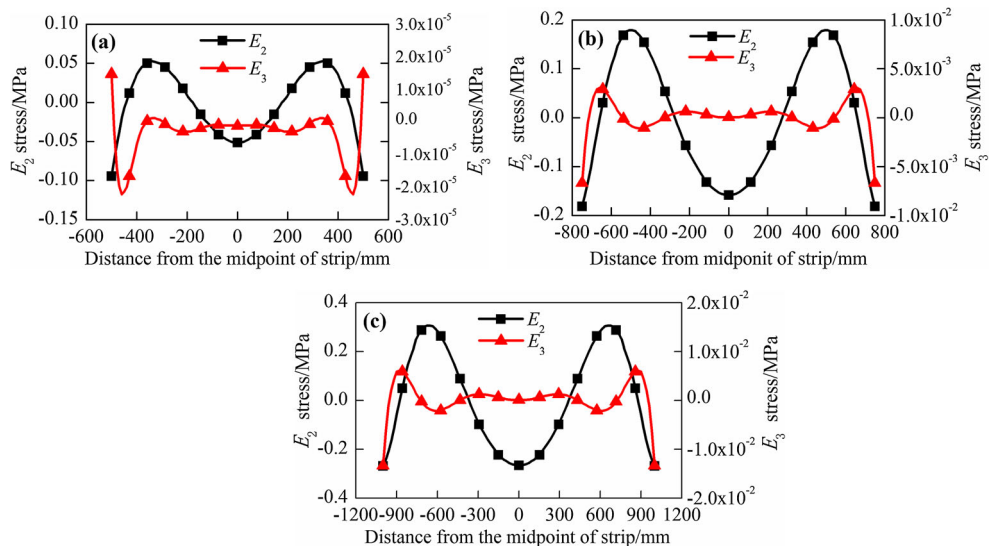 (a)
E2
E3
0.10
0.05
0.00
-0.05
-0.10
-0.15
E2 stress/MPa
3.0x10-5
2.0x10-5
1.0x10-5
0.0
-1.0x10-5
-2.0x10-5
-3.0x10-5
E3 stress/MPa
-600 -400 -200 0 200 400 600
Distance from the midpoint of strip/mm
(b)
E2
E3
0.2
0.1
0.0
-0.1
-0.2
E2 stress/MPa
1.0x10-2
5.0x10-3
0.0
-5.0x10-3
-1.0x10-2
E3 stress/MPa
-800 -600 -400 -200 0 200 400 600 800
Distance from midponit of strip/mm
(c)
E2
E3
0.4
0.2
0.0
-0.2
-0.4
E2 stress/MPa
2.0x10-2
1.0x10-2
0.0
-1.0x10-2
-2.0x10-2
E3 stress/MPa
-1200 -900 -600 -300 0 300 600 900 1200
Distance from the midpoint of strip/mm